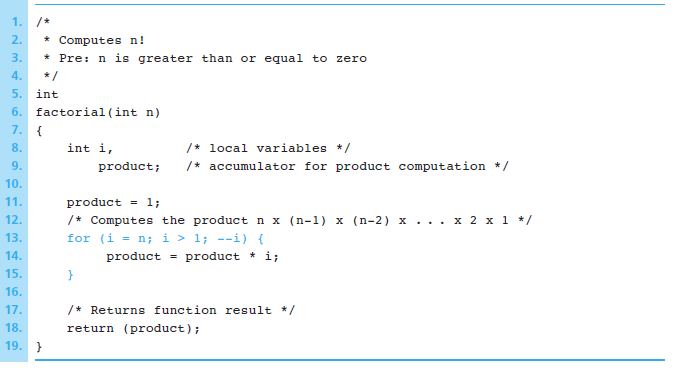 1. /*
2.  * Computes n!
3.  * Pre: n is greater than or equal to zero
4.  */
5. int
6. factorial(int n)
7. {
8.     int i,         /* local variables */
9.         product;   /* accumulator for product computation */
10.
11.     product = 1;
12.     /* Computes the product n x (n-1) x (n-2) x . . . x 2 x 1 */
13.     for (i = n; i > 1; --i) {
14.          product = product * i;
15.     }
16.
17.     /* Returns function result */
18.     return (product);
19. }